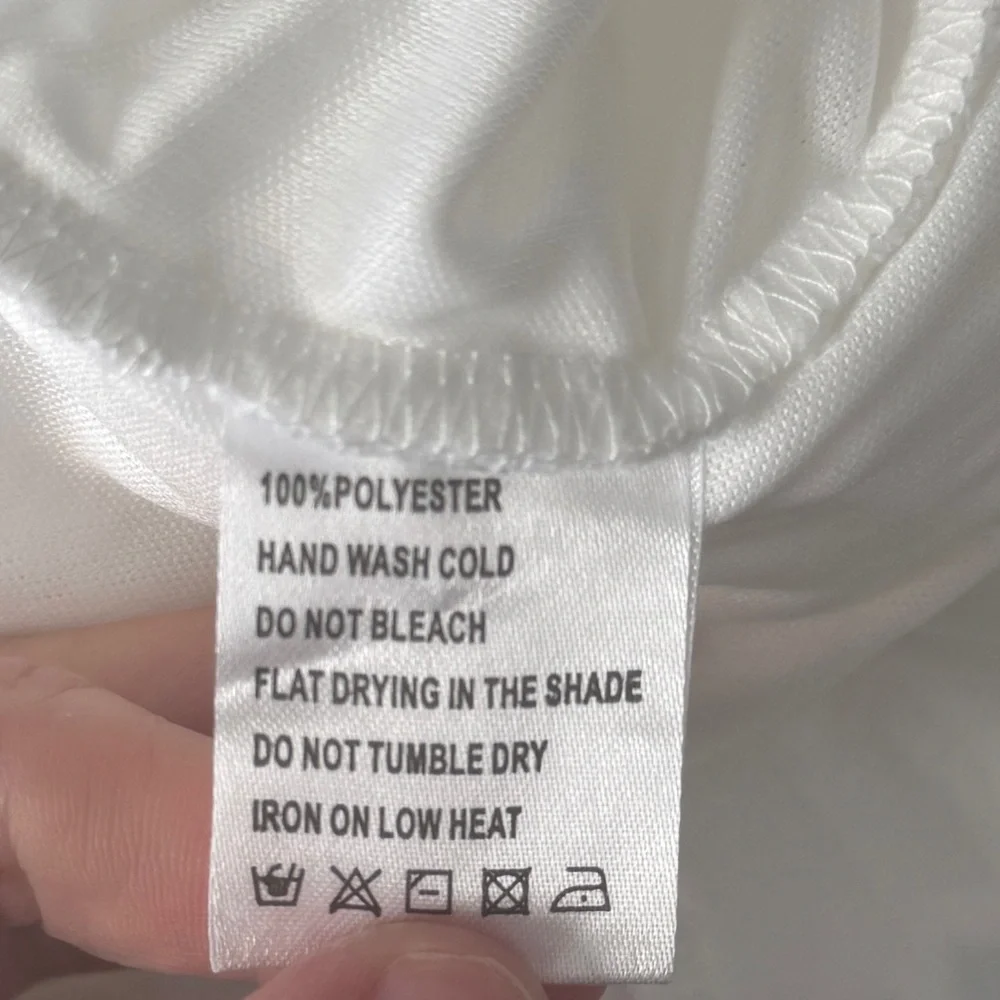 100%POLYESTER
HAND WASH COLD
DO NOT BLEACH
FLAT DRYING IN THE SHADE
DO NOT TUMBLE DRY
IRON ON LOW HEAT